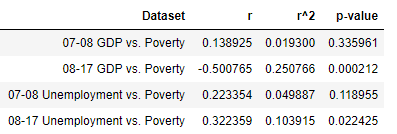 Dataset r r^2 p-value
07-08 GDP vs. Poverty 0.138925 0.019300 0.335961
08-17 GDP vs. Poverty -0.500765 0.250766 0.000212
07-08 Unemployment vs. Poverty 0.223354 0.049887 0.118955
08-17 Unemployment vs. Poverty 0.322359 0.103915 0.022425